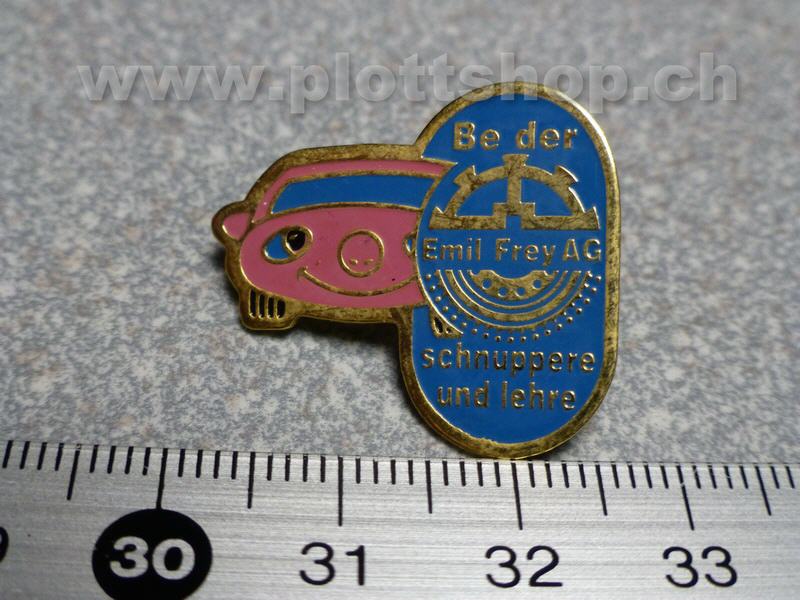 www.plottshop.ch
Be der
Emil Frey AG
schnuppere
und lehre
30 31 32 33